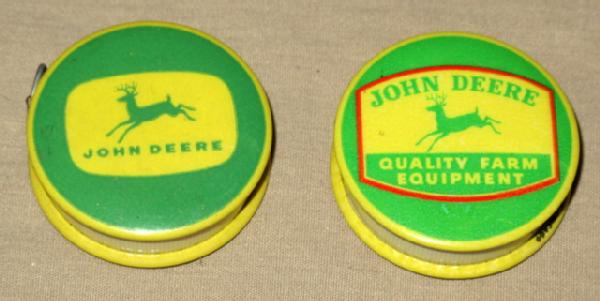 JOHN DEERE
JOHN DEERE
QUALITY FARM
EQUIPMENT